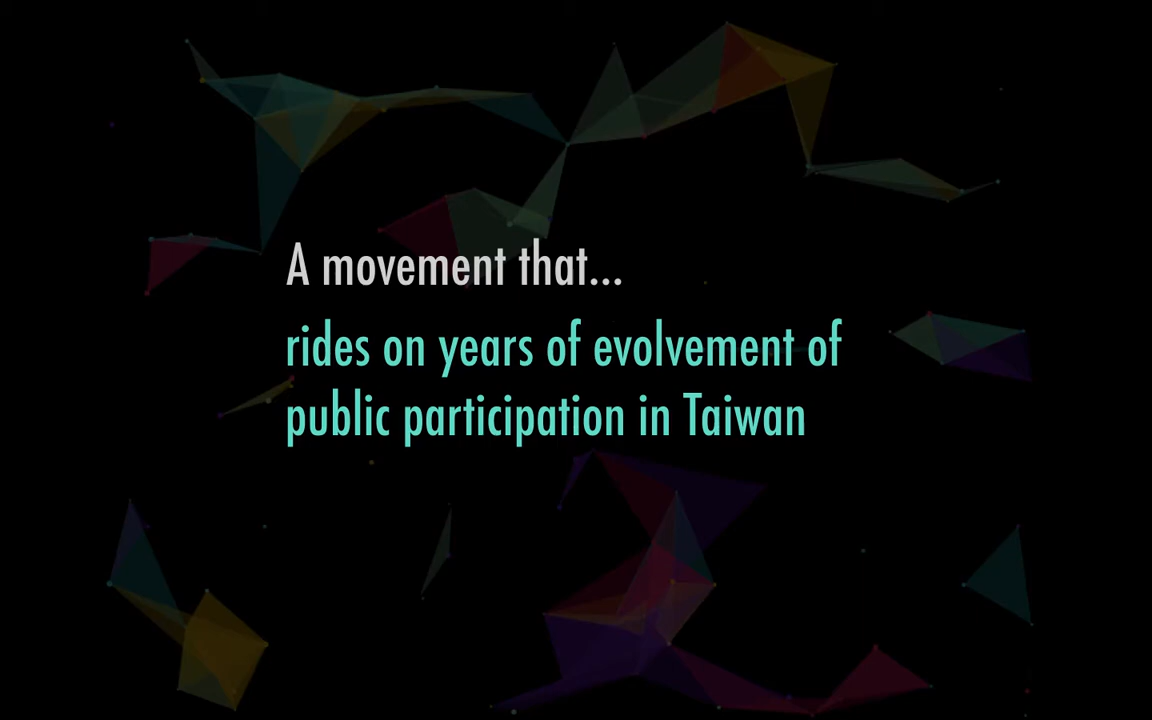 A movement that...
rides on years of evolvement of
public participation in Taiwan